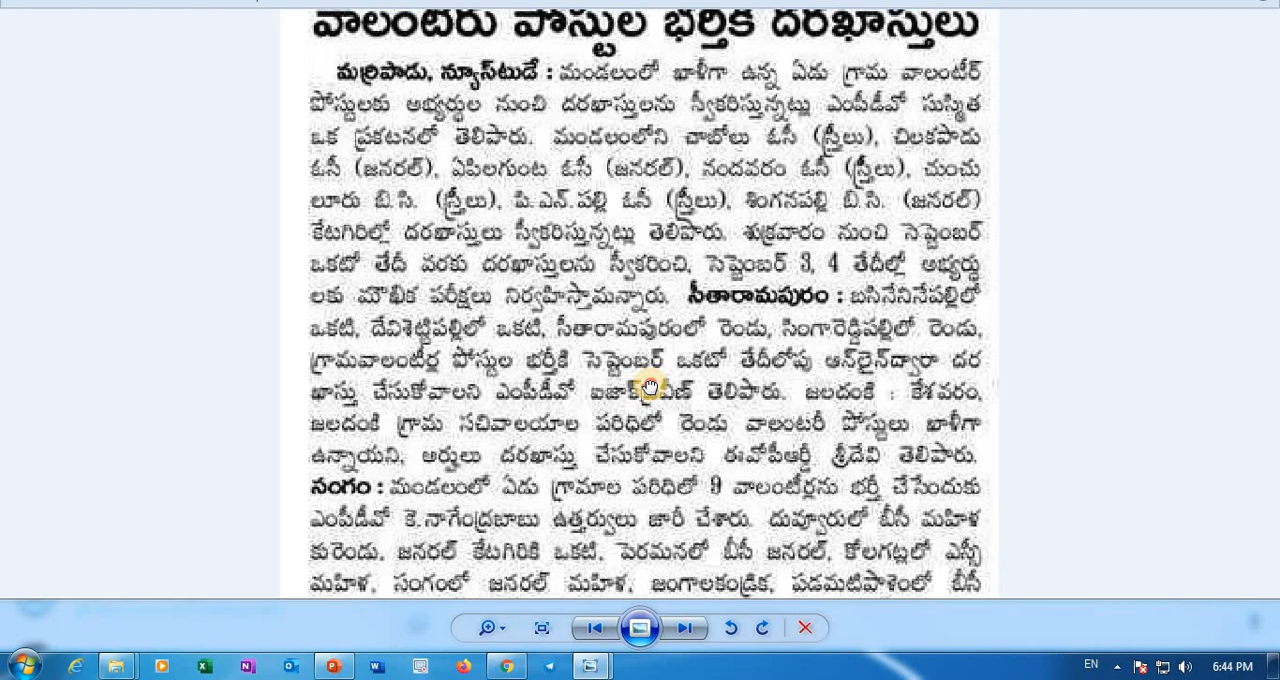 వాలంటీరు పోస్టుల భర్తీకి దరఖాస్తులు
మర్రిపాడు, న్యూస్‌టుడే : మండలంలో ఖాళీగా ఉన్న ఏడు గ్రామ వాలంటీర్
పోస్టులకు అభ్యర్థుల నుంచి దరఖాస్తులను స్వీకరిస్తున్నట్లు ఎంపీడీవో సుస్మిత
ఒక ప్రకటనలో తెలిపారు. మండలంలోని చాబోలు ఓసీ (స్త్రీలు), చిలకపాడు
ఓసీ (జనరల్), ఏపిలగుంట ఓసీ (జనరల్), నందవరం ఓసీ (స్త్రీలు), చుంచు
లూరు బి.సి. (స్త్రీలు), పి.ఎన్.పల్లి ఓసీ (స్త్రీలు), శింగనపల్లి బి.సి. (జనరల్)
కేటగిరిల్లో దరఖాస్తులు స్వీకరిస్తున్నట్లు తెలిపారు. శుక్రవారం నుంచి సెప్టెంబర్
ఒకటో తేదీ వరకు దరఖాస్తులను స్వీకరించి, సెప్టెంబర్ 3, 4 తేదీల్లో అభ్యర్థు
లకు మౌఖిక పరీక్షలు నిర్వహిస్తామన్నారు. సీతారామపురం : బసినేనిపల్లిలో
ఒకటి, దేవిశెట్టిపల్లిలో ఒకటి, సీతారామపురంలో రెండు, సింగారెడ్డిపల్లిలో రెండు,
గ్రామవాలంటీర్ల పోస్టుల భర్తీకి సెప్టెంబర్ ఒకటో తేదీలోపు ఆన్‌లైన్‌ద్వారా దర
ఖాస్తు చేసుకోవాలని ఎంపీడీవో ఐజాక్‌ప్రవీణ్ తెలిపారు. జలదంకి : కేశవరం,
జలదంకి గ్రామ సచివాలయాల పరిధిలో రెండు వాలంటరీ పోస్టులు ఖాళీగా
ఉన్నాయని, అర్హులు దరఖాస్తు చేసుకోవాలని ఈవోపీఆర్డీ శ్రీదేవి తెలిపారు.
సంగం : మండలంలో ఏడు గ్రామాల పరిధిలో 9 వాలంటీర్లను భర్తీ చేసేందుకు
ఎంపీడీవో కె.నాగేంద్రబాబు ఉత్తర్వులు జారీ చేశారు. దువ్వూరులో బీసీ మహిళ
కురెండు, జనరల్ కేటగిరికి ఒకటి, పెరమనలో బీసీ జనరల్, కోలగట్లలో ఎస్సీ
మహిళ, సంగంలో జనరల్ మహిళ, జంగాలకండ్రిక, పడమటిపాళెంలో బీసీ
EN 6:44 PM